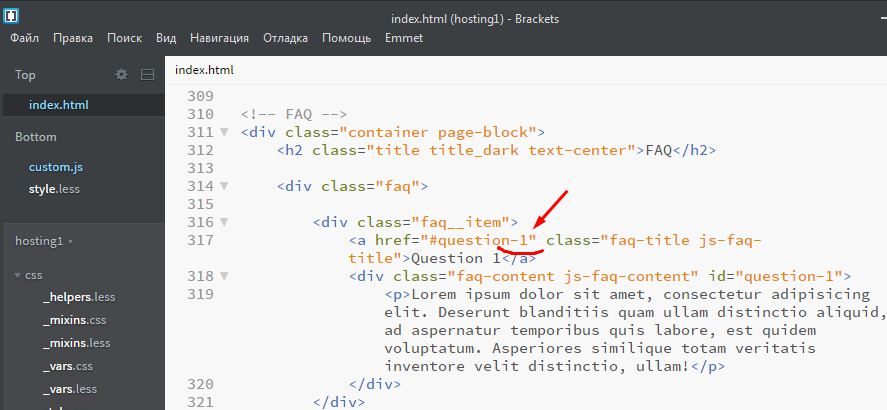 index.html (hosting1) - Brackets
Файл Правка Поиск Вид Навигация Отладка Помощь Emmet
Top
index.html
Bottom
custom.js
style.less
hosting1
css
_helpers.less
_mixins.css
_mixins.less
_vars.css
_vars.less
index.html
309
310 <!-- FAQ -->
311 <div class="container page-block">
312 <h2 class="title title_dark text-center">FAQ</h2>
313
314 <div class="faq">
315
316 <div class="faq__item">
317 <a href="#question-1" class="faq-title js-faq-
title">Question 1</a>
318 <div class="faq-content js-faq-content" id="question-1">
319 <p>Lorem ipsum dolor sit amet, consectetur adipisicing
elit. Deserunt blanditiis quam ullam distinctio aliquid,
ad aspernatur temporibus quis labore, est quidem
voluptatum. Asperiores similique totam veritatis
inventore velit distinctio, ullam!</p>
320 </div>
321 </div>